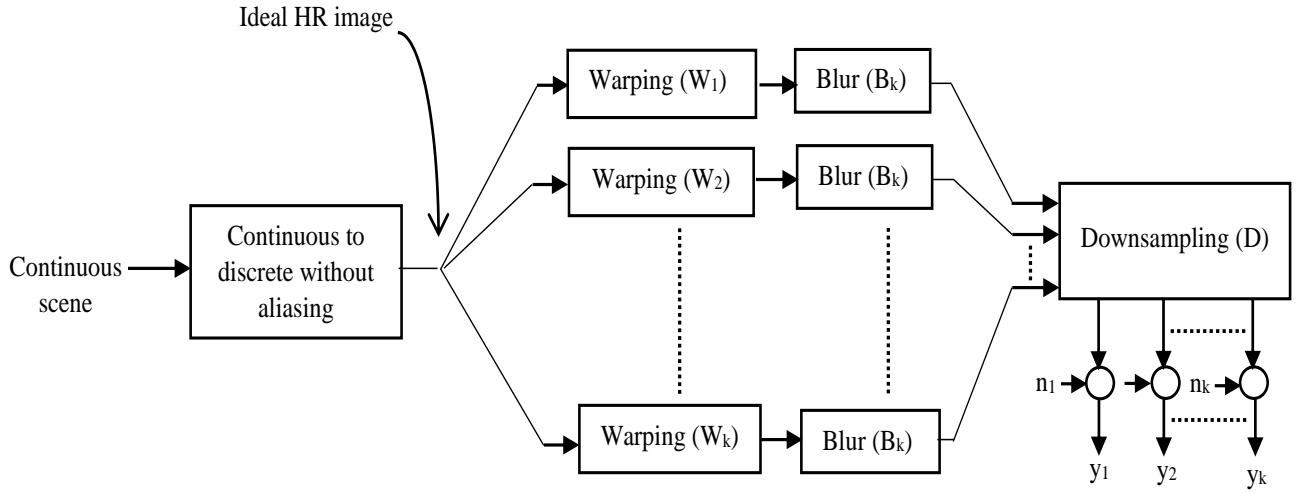 Ideal HR image
Warping (W₁)
Blur (Bₖ)
Warping (W₂)
Blur (Bₖ)
Continuous to
discrete without
aliasing
Continuous
scene
Downsampling (D)
Warping (Wₖ)
Blur (Bₖ)
n₁
nₖ
y₁
y₂
yₖ